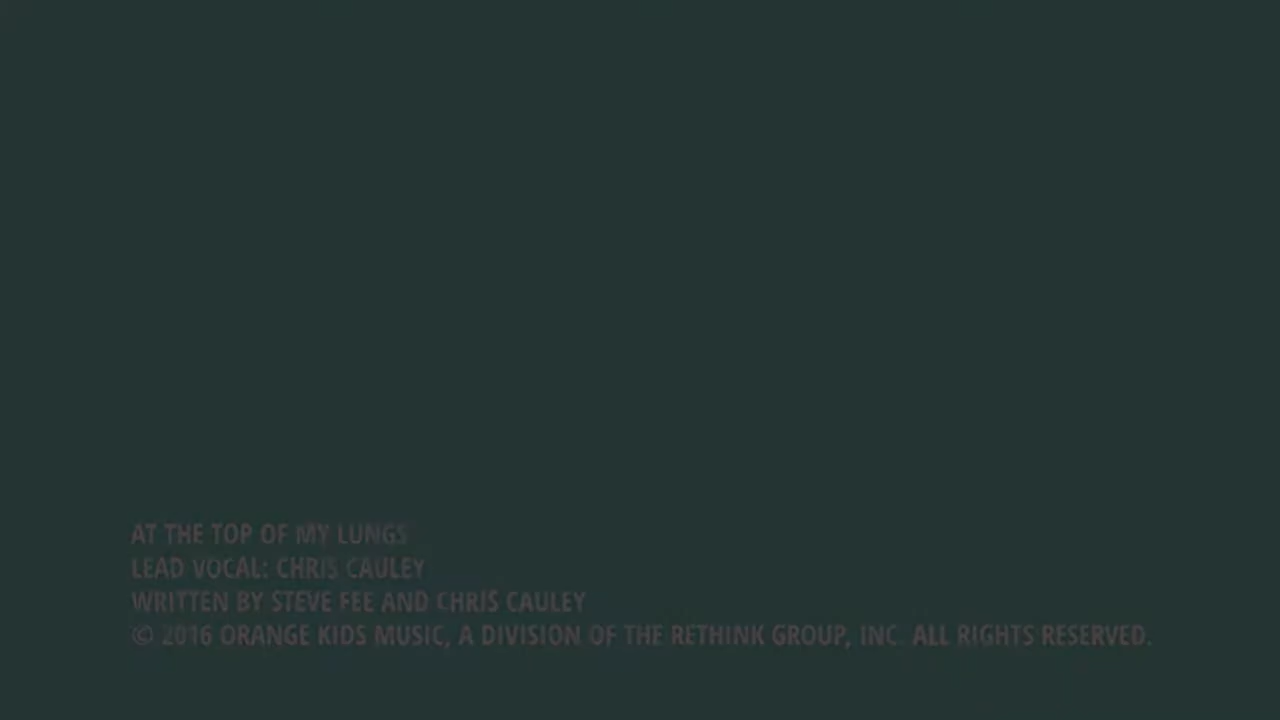 AT THE TOP OF MY LUNGS
LEAD VOCAL: CHRIS CAULEY
WRITTEN BY STEVE FEE AND CHRIS CAULEY
© 2016 ORANGE KIDS MUSIC, A DIVISION OF THE RETHINK GROUP, INC. ALL RIGHTS RESERVED.